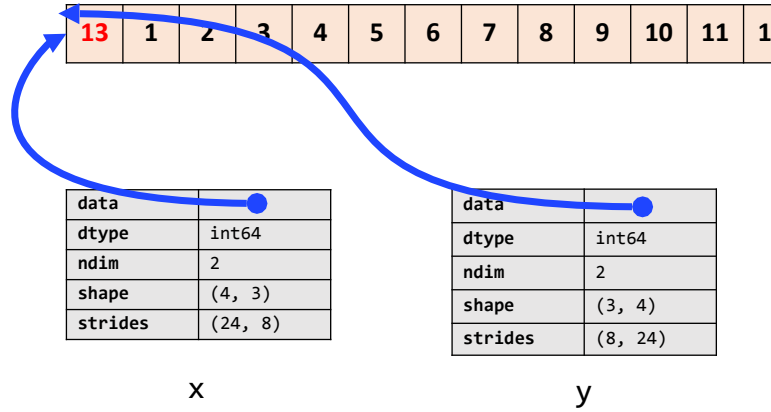 13 1 2 3 4 5 6 7 8 9 10 11 1
data
dtype int64
ndim 2
shape (4, 3)
strides (24, 8)
x
data
dtype int64
ndim 2
shape (3, 4)
strides (8, 24)
y